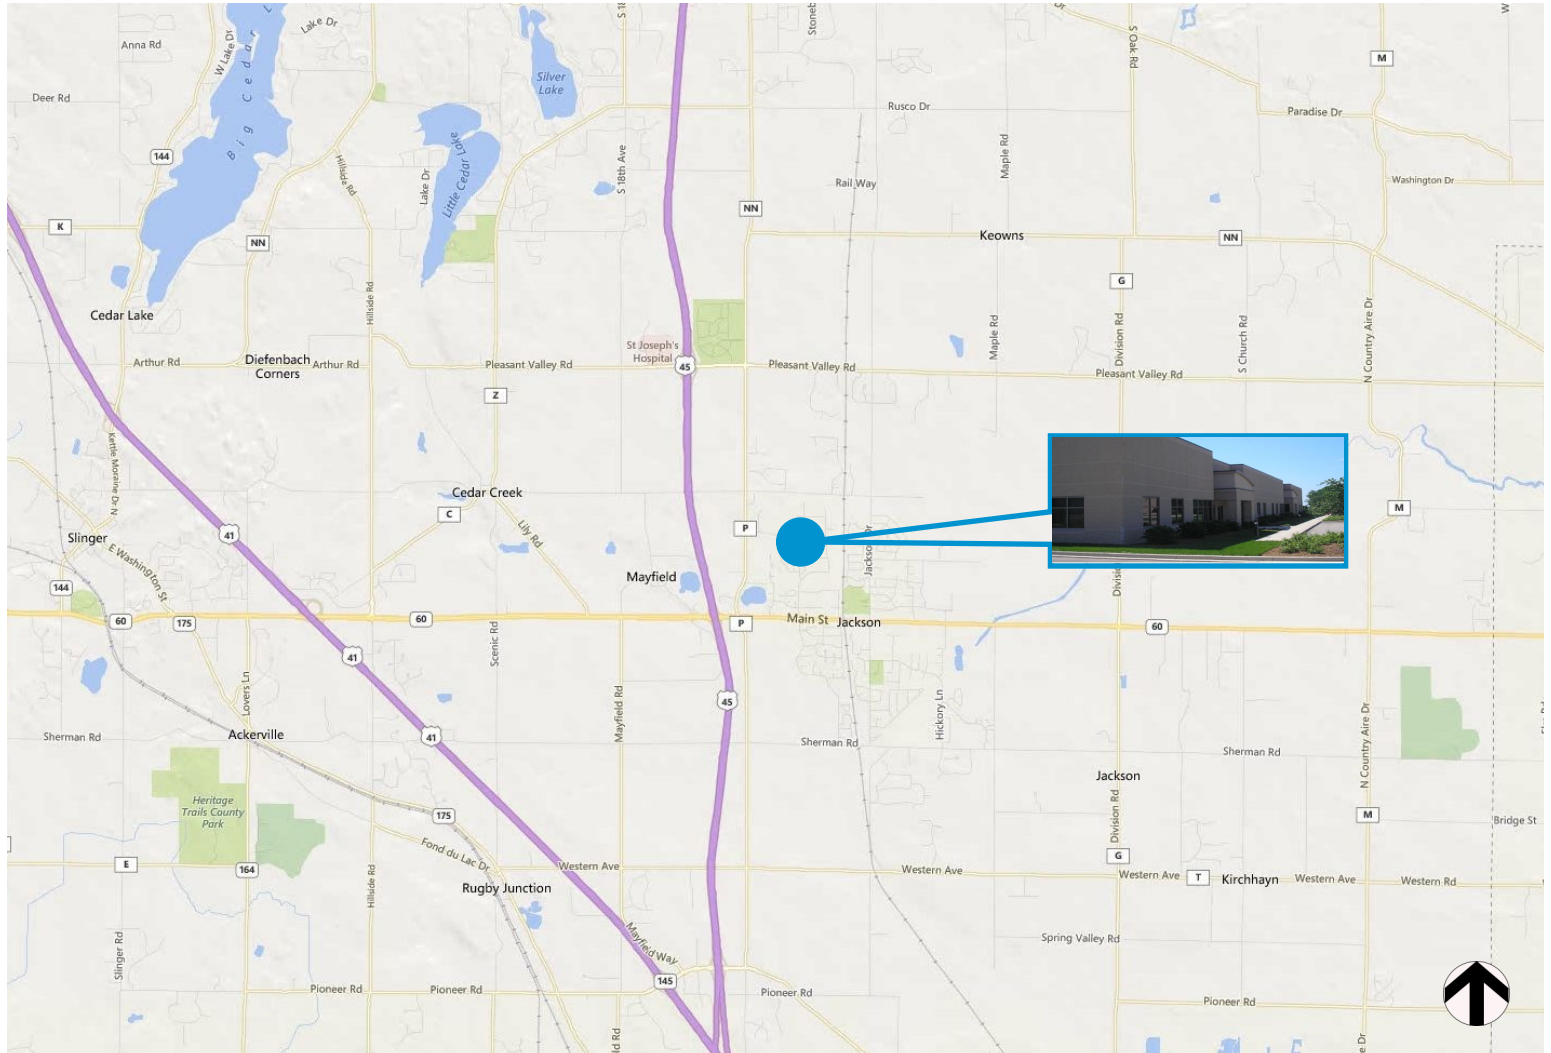 Lake Dr
S 18
Stoneb
Dr
W
Anna Rd
W Lake Dr
Big Cedar L
S Oak Rd
M
Deer Rd
Silver
Lake
Rusco Dr
Paradise Dr
144
Hillside Rd
Lake Dr
Little Cedar Lake
S 18th Ave
Maple Rd
Rail Way
Washington Dr
K
NN
NN
Keowns
NN
G
Cedar Lake
Hillside Rd
Maple Rd
Division Rd
S Church Rd
N Country Aire Dr
St Joseph's
Hospital
Arthur Rd
Diefenbach
Corners
Arthur Rd
Pleasant Valley Rd
45
Pleasant Valley Rd
Pleasant Valley Rd
Z
Kettle Moraine Dr N
Cedar Creek
C
Lily Rd
P
M
Slinger
41
E Washington St
Jackson Dr
Mayfield
Divisi
144
60
175
60
P
Main St
Jackson
60
Scenic Rd
41
Lovers Ln
Mayfield Rd
45
Hickory Ln
N Country Aire Dr
Sherman Rd
Ackerville
41
Sherman Rd
Sherman Rd
Jackson
Heritage
Trails County
Park
175
Division Rd
M
Bridge St
Fond du Lac Dr
E
164
Hillside Rd
Western Ave
Western Ave
G
Western Ave
T
Kirchhayn
Western Ave
Western Rd
Rugby Junction
Slinger Rd
Mayfield Way
Spring Valley Rd
145
Pioneer Rd
Pioneer Rd
Pioneer Rd
Pioneer Rd
ld Rd
e Dr